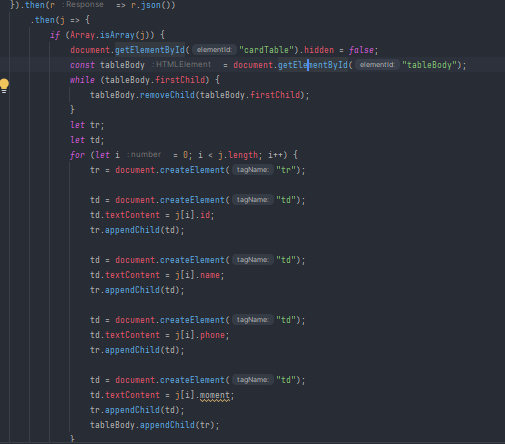 }).then(r :Response => r.json())
.then(j => {
if (Array.isArray(j)) {
document.getElementById( elementId: "cardTable").hidden = false;
const tableBody :HTMLElement = document.getElementById( elementId: "tableBody");
while (tableBody.firstChild) {
tableBody.removeChild(tableBody.firstChild);
}
let tr;
let td;
for (let i :number = 0; i < j.length; i++) {
tr = document.createElement( tagName: "tr");
td = document.createElement( tagName: "td");
td.textContent = j[i].id;
tr.appendChild(td);
td = document.createElement( tagName: "td");
td.textContent = j[i].name;
tr.appendChild(td);
td = document.createElement( tagName: "td");
td.textContent = j[i].phone;
tr.appendChild(td);
td = document.createElement( tagName: "td");
td.textContent = j[i].moment;
tr.appendChild(td);
tableBody.appendChild(tr);
}